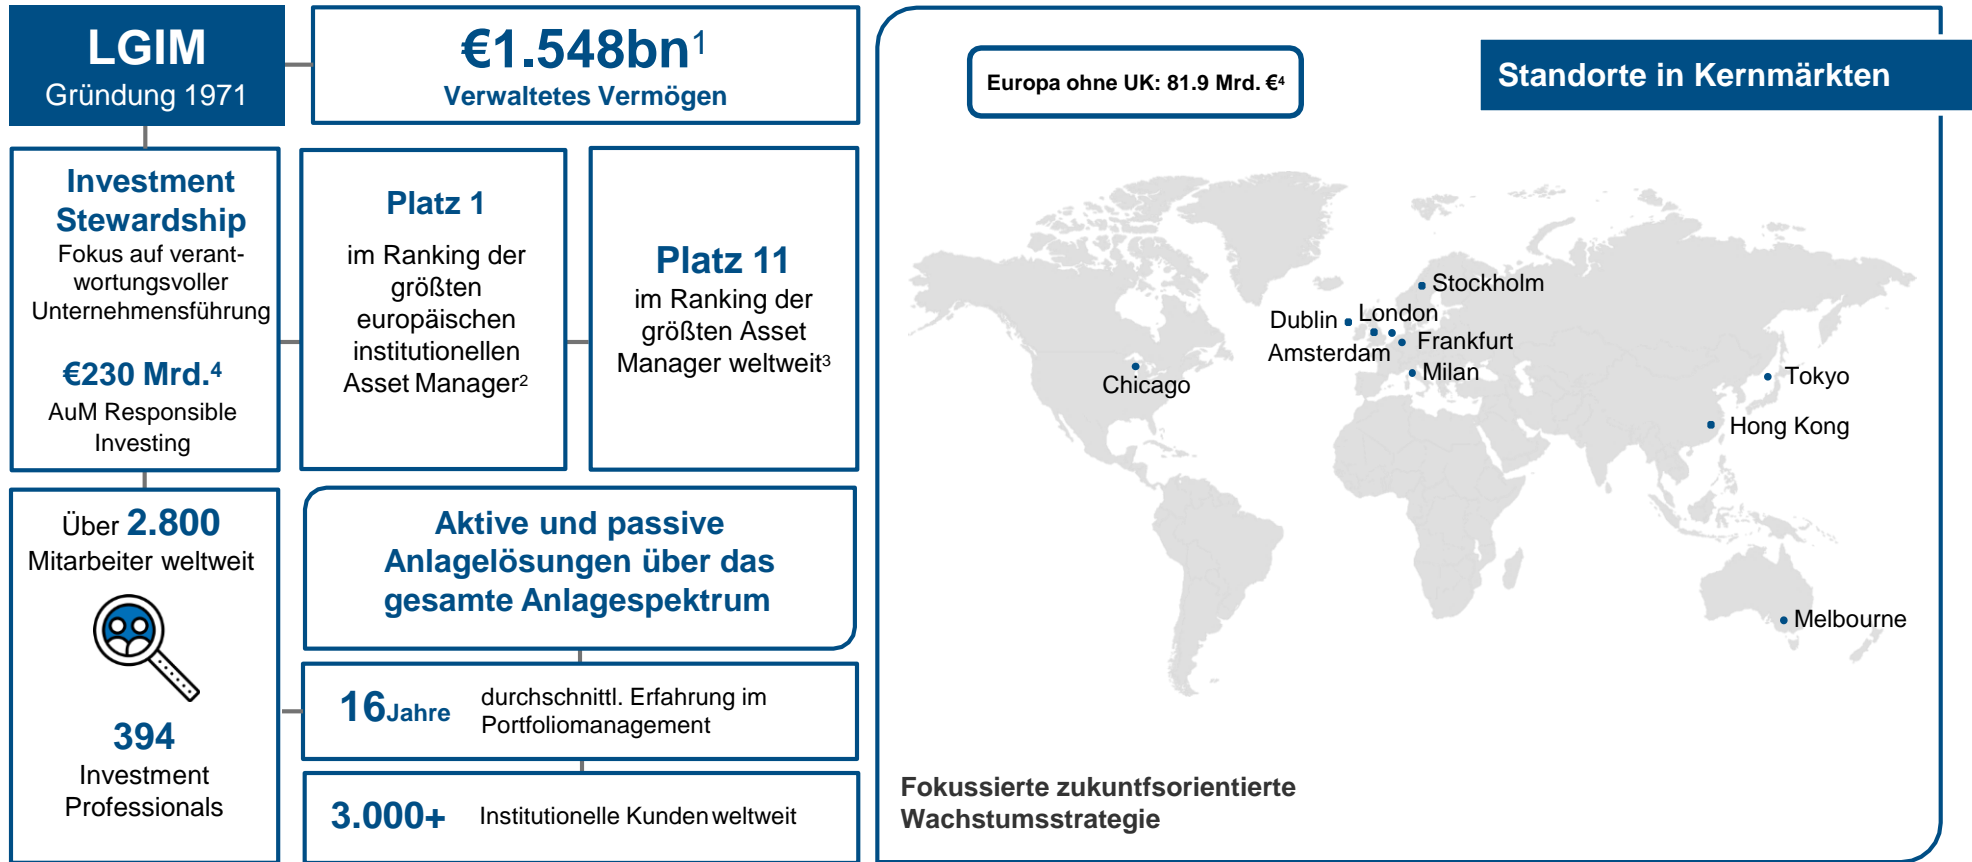 LGIM
Gründung 1971
€1.548bn¹
Verwaltetes Vermögen
Investment
Stewardship
Fokus auf verant-
wortungsvoller
Unternehmensführung
€230 Mrd.⁴
AuM Responsible
Investing
Platz 1
im Ranking der
größten
europäischen
institutionellen
Asset Manager²
Platz 11
im Ranking der
größten Asset
Manager weltweit³
Über 2.800
Mitarbeiter weltweit
394
Investment
Professionals
Aktive und passive
Anlagelösungen über das
gesamte Anlagespektrum
16 Jahre
durchschnittl. Erfahrung im
Portfoliomanagement
3.000+
Institutionelle Kunden weltweit
Europa ohne UK: 81.9 Mrd. €⁴
Standorte in Kernmärkten
Stockholm
Dublin
London
Amsterdam
Frankfurt
Milan
Chicago
Tokyo
Hong Kong
Melbourne
Fokussierte zukuntfsorientierte
Wachstumsstrategie